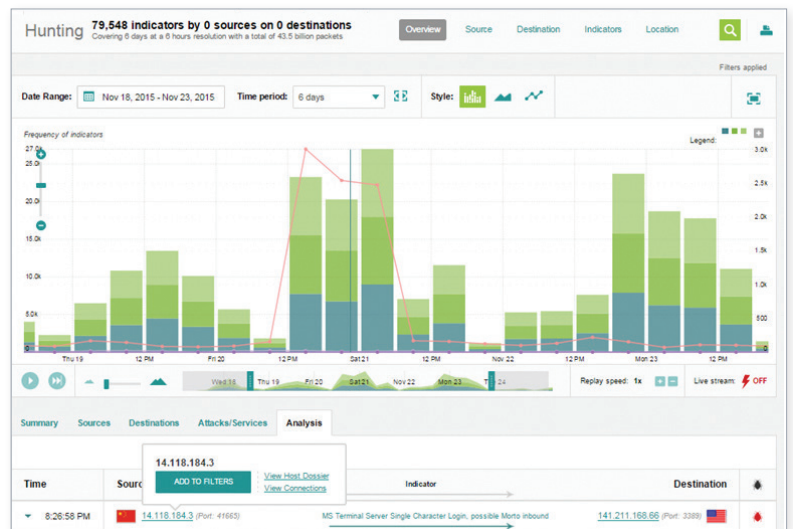 Hunting
79,548 indicators by 0 sources on 0 destinations
Covering 6 days at a 6 hours resolution with a total of 43.5 billion packets
Overview Source Destination Indicators Location
Filters applied
Date Range: Nov 18, 2015 - Nov 23, 2015 Time period: 6 days Style:
Frequency of indicators
Legend:
27.0k 3.0k
25.0
2.5k
20.0
2.0k
15.0k
1.5k
10.0k
1.0k
5.0k
500
0 0
Thu 19 12 PM Fri 20 12 PM Sat 21 12 PM Nov 22 12 PM Mon 23 12 PM
Wed 18 Thu 19 Fri 20 Sat 21 Nov 22 Mon 23 24 Replay speed: 1x Live stream: OFF
Summary Sources Destinations Attacks/Services Analysis
14.118.184.3
ADD TO FILTERS View Host Dossier
View Connections
Time Sourc Indicator Destination
8:26:58 PM 14.118.184.3 (Port: 41665) MS Terminal Server Single Character Login, possible Morto inbound 141.211.168.66 (Port: 3389)